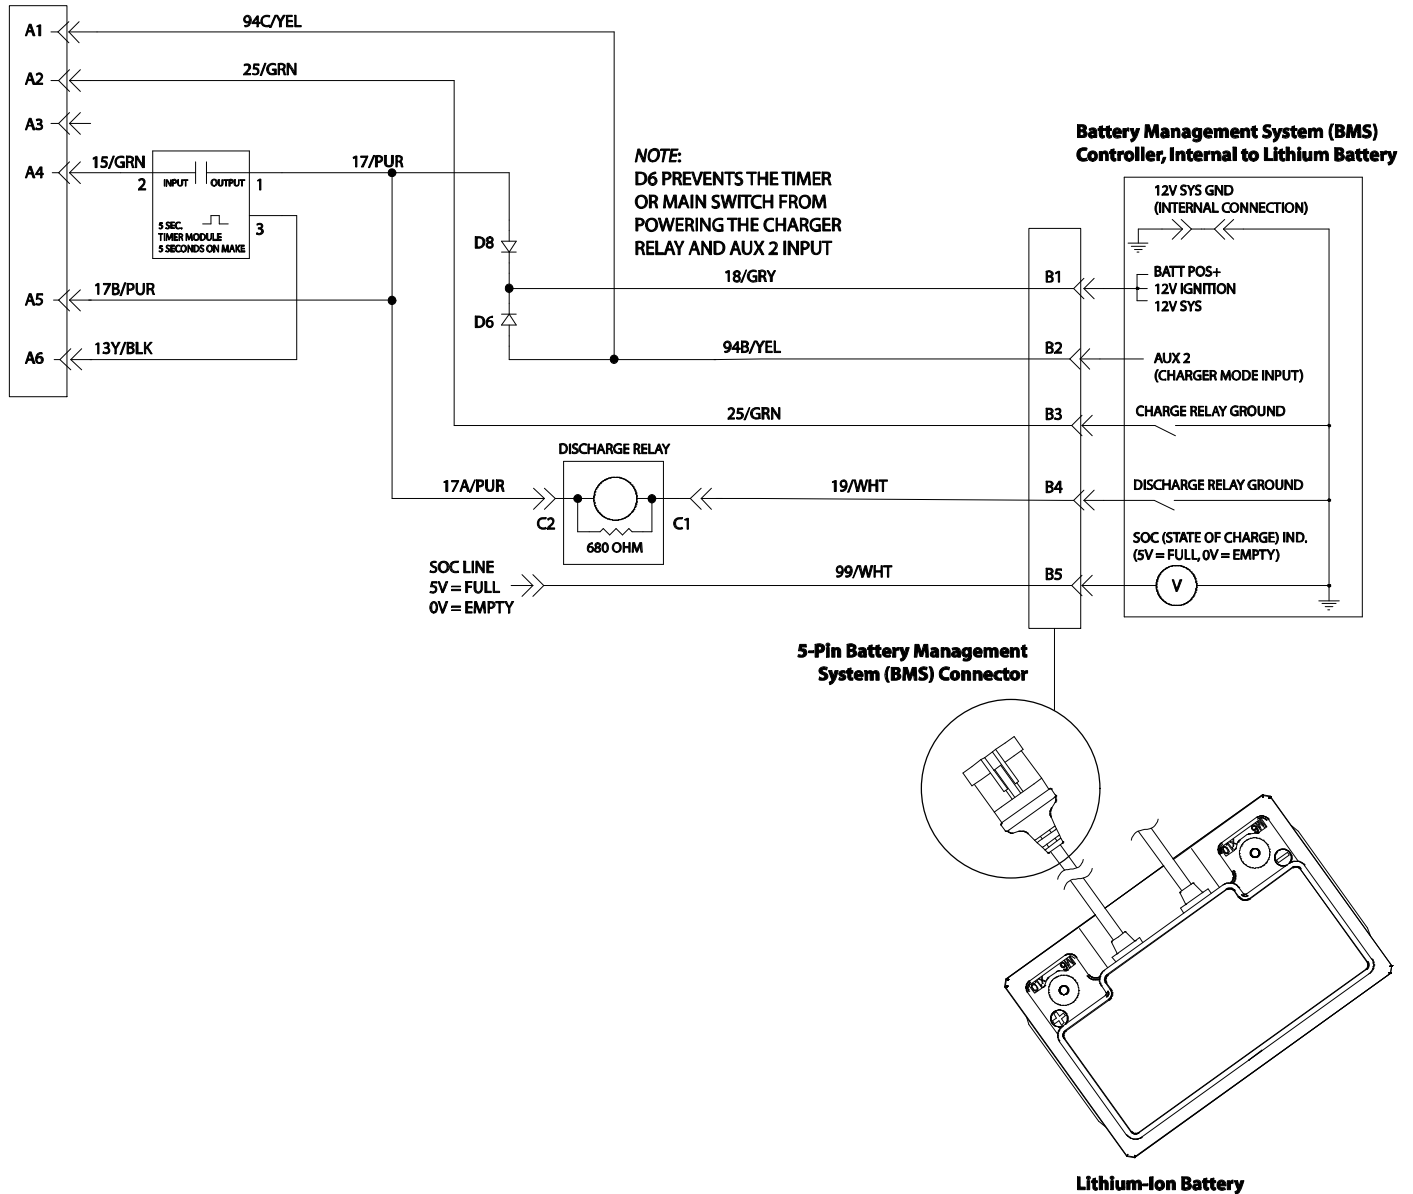 A1
94C/YEL
A2
25/GRN
A3
A4
15/GRN
2
INPUT
OUTPUT
1
17/PUR
3
5 SEC.
TIMER MODULE
5 SECONDS ON MAKE
A5
17B/PUR
A6
13Y/BLK
D8
D6
NOTE:
D6 PREVENTS THE TIMER
OR MAIN SWITCH FROM
POWERING THE CHARGER
RELAY AND AUX 2 INPUT
18/GRY
94B/YEL
25/GRN
DISCHARGE RELAY
17A/PUR
C2
C1
680 OHM
19/WHT
SOC LINE
5V = FULL
0V = EMPTY
99/WHT
B1
B2
B3
B4
B5
Battery Management System (BMS)
Controller, Internal to Lithium Battery
12V SYS GND
(INTERNAL CONNECTION)
BATT POS+
12V IGNITION
12V SYS
AUX 2
(CHARGER MODE INPUT)
CHARGE RELAY GROUND
DISCHARGE RELAY GROUND
SOC (STATE OF CHARGE) IND.
(5V = FULL, 0V = EMPTY)
V
5-Pin Battery Management
System (BMS) Connector
Lithium-Ion Battery